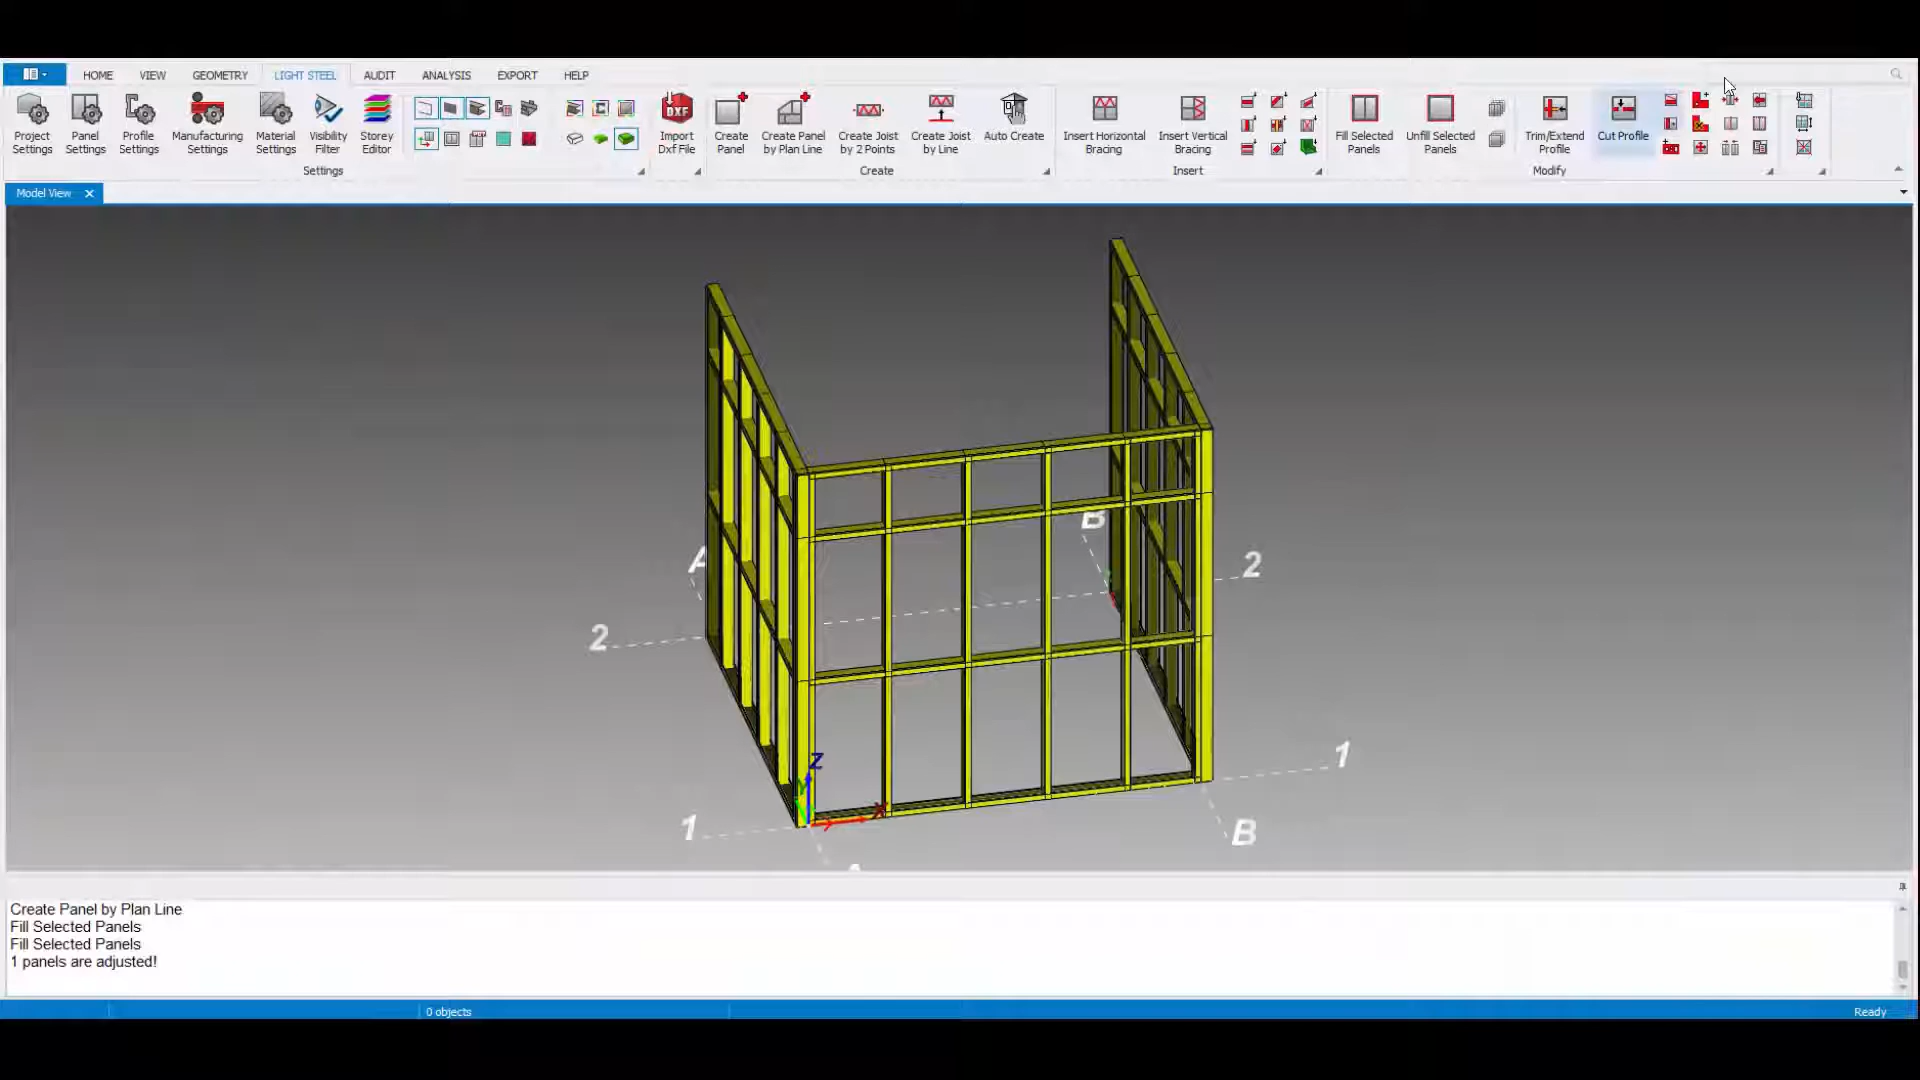 HOME VIEW GEOMETRY LIGHT STEEL AUDIT ANALYSIS EXPORT HELP
Project Settings
Panel Settings
Profile Settings
Manufacturing Settings
Material Settings
Visibility Filter
Storey Editor
Settings
DXF
Import Dxf File
Create Panel
Create Panel by Plan Line
Create Joist by 2 Points
Create Joist by Line
Auto Create
Create
Insert Horizontal Bracing
Insert Vertical Bracing
Insert
Fill Selected Panels
Unfill Selected Panels
Trim/Extend Profile
Cut Profile
Modify
Model View
B
A
2
2
Z
Y
X
1
1
B
Create Panel by Plan Line
Fill Selected Panels
Fill Selected Panels
1 panels are adjusted!
0 objects
Ready